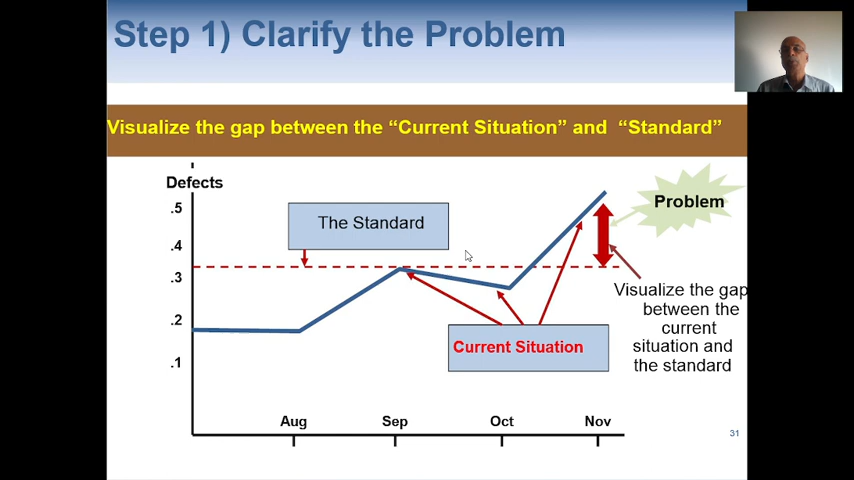 Step 1) Clarify the Problem
Visualize the gap between the “Current Situation” and “Standard”
Defects
.5
.4
.3
.2
.1
The Standard
Problem
Visualize the gap
between the
current
situation and
the standard
Current Situation
Aug Sep Oct Nov
31